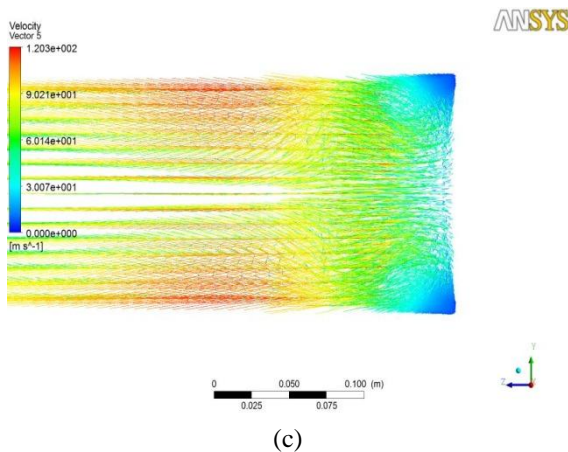 Velocity
Vector 5
ANSYS
1.203e+002
9.021e+001
6.014e+001
3.007e+001
0.000e+000
[m s^-1]
0 0.050 0.100 (m)
0.025 0.075
Y
Z X
(c)